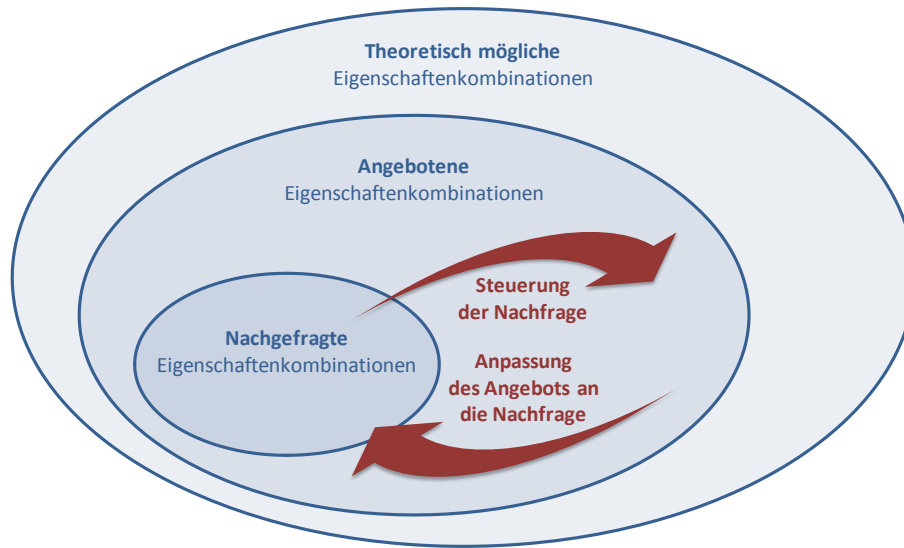 Theoretisch mögliche
Eigenschaftenkombinationen
Angebotene
Eigenschaftenkombinationen
Steuerung
der Nachfrage
Nachgefragte
Eigenschaftenkombinationen
Anpassung
des Angebots an
die Nachfrage